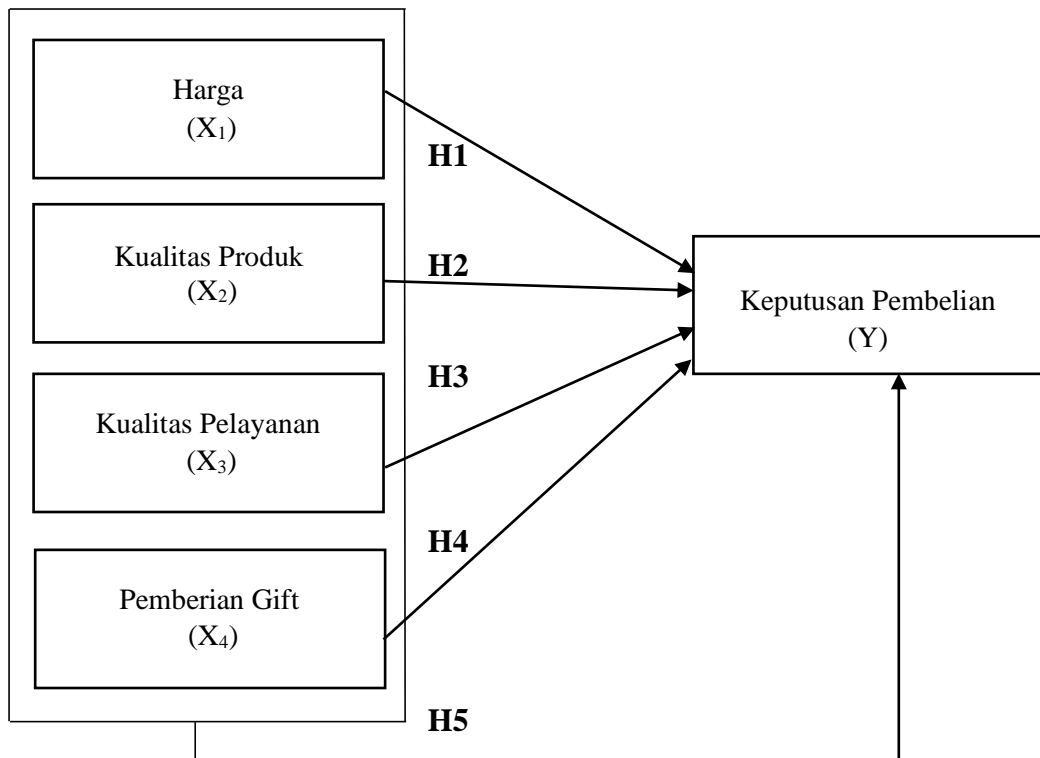 Harga
(X₁)
H1
Kualitas Produk
(X₂)
H2
Keputusan Pembelian
(Y)
H3
Kualitas Pelayanan
(X₃)
H4
Pemberian Gift
(X₄)
H5